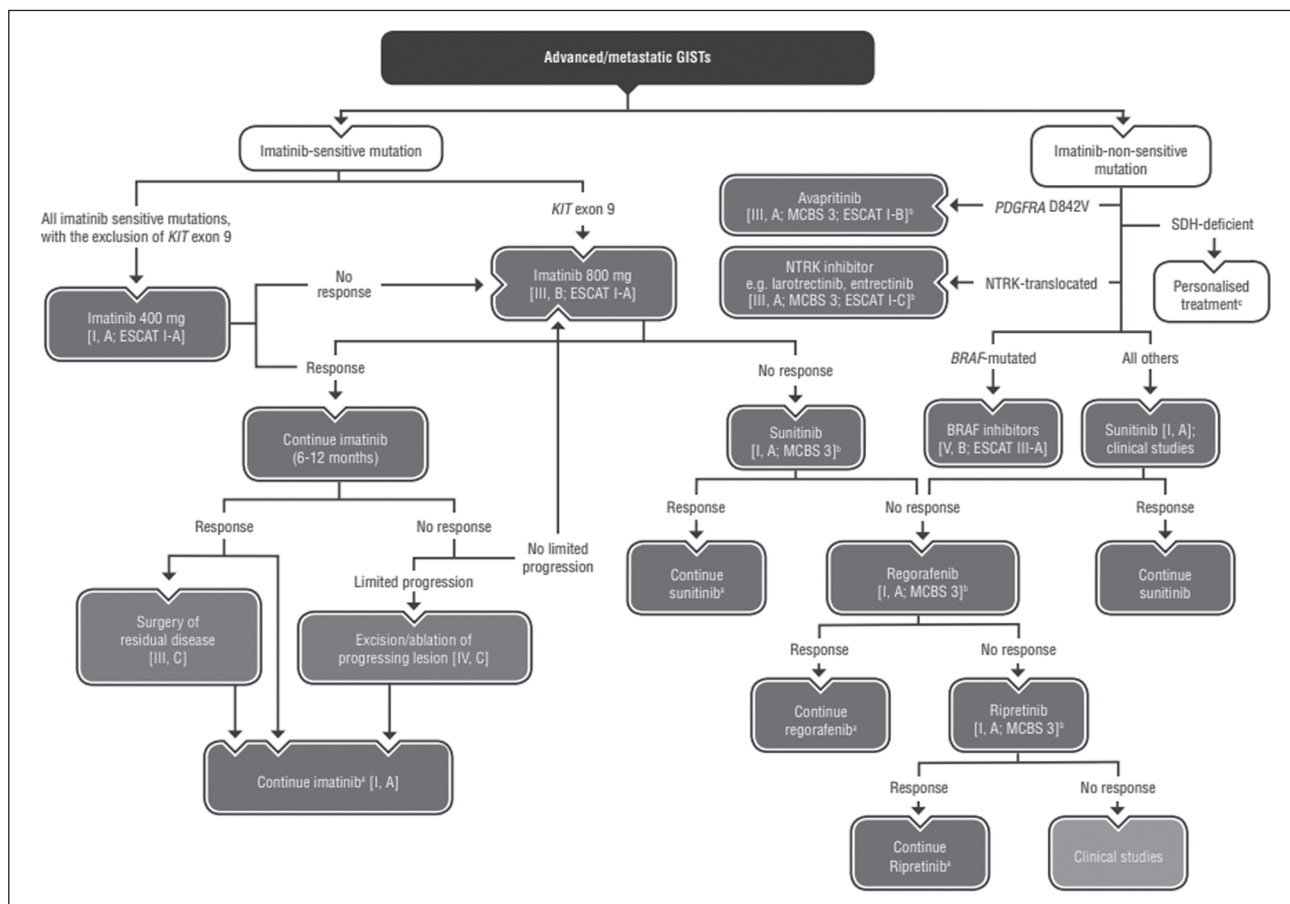 Advanced/metastatic GISTs
Imatinib-sensitive mutation
Imatinib-non-sensitive
mutation
All imatinib sensitive mutations,
with the exclusion of KIT exon 9
KIT exon 9
Avapritinib
[III, A; MCBS 3; ESCAT I-B]ᵇ
PDGFRA D842V
SDH-deficient
No
response
Imatinib 800 mg
[III, B; ESCAT I-A]
NTRK inhibitor
e.g. larotrectinib, entrectinib
[III, A; MCBS 3; ESCAT I-C]ᵇ
NTRK-translocated
Personalised
treatmentᶜ
Imatinib 400 mg
[I, A; ESCAT I-A]
Response
No response
BRAF-mutated
All others
Continue imatinib
(6-12 months)
Sunitinib
[I, A; MCBS 3]ᵇ
BRAF inhibitors
[V, B; ESCAT III-A]
Sunitinib [I, A];
clinical studies
Response
No response
Response
No response
Response
No limited
progression
Limited progression
Continue
sunitinibᵃ
Regorafenib
[I, A; MCBS 3]ᵇ
Continue
sunitinib
Surgery of
residual disease
[III, C]
Excision/ablation of
progressing lesion [IV, C]
Response
No response
Continue
regorafenibᵃ
Ripretinib
[I, A; MCBS 3]ᵇ
Continue imatinibᵃ [I, A]
Response
No response
Continue
Ripretinibᵃ
Clinical studies